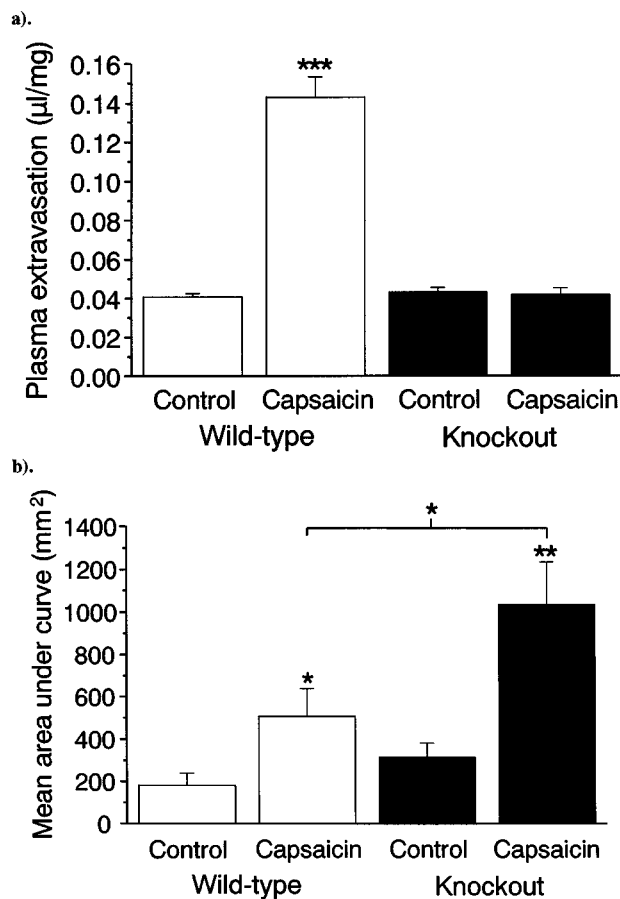 a).
Plasma extravasation (µl/mg)
0.16
0.14
0.12
0.10
0.08
0.06
0.04
0.02
0.00
***
Control Capsaicin Control Capsaicin
Wild-type Knockout
b).
Mean area under curve (mm²)
1400
1200
1000
800
600
400
200
0
*
**
*
Control Capsaicin Control Capsaicin
Wild-type Knockout